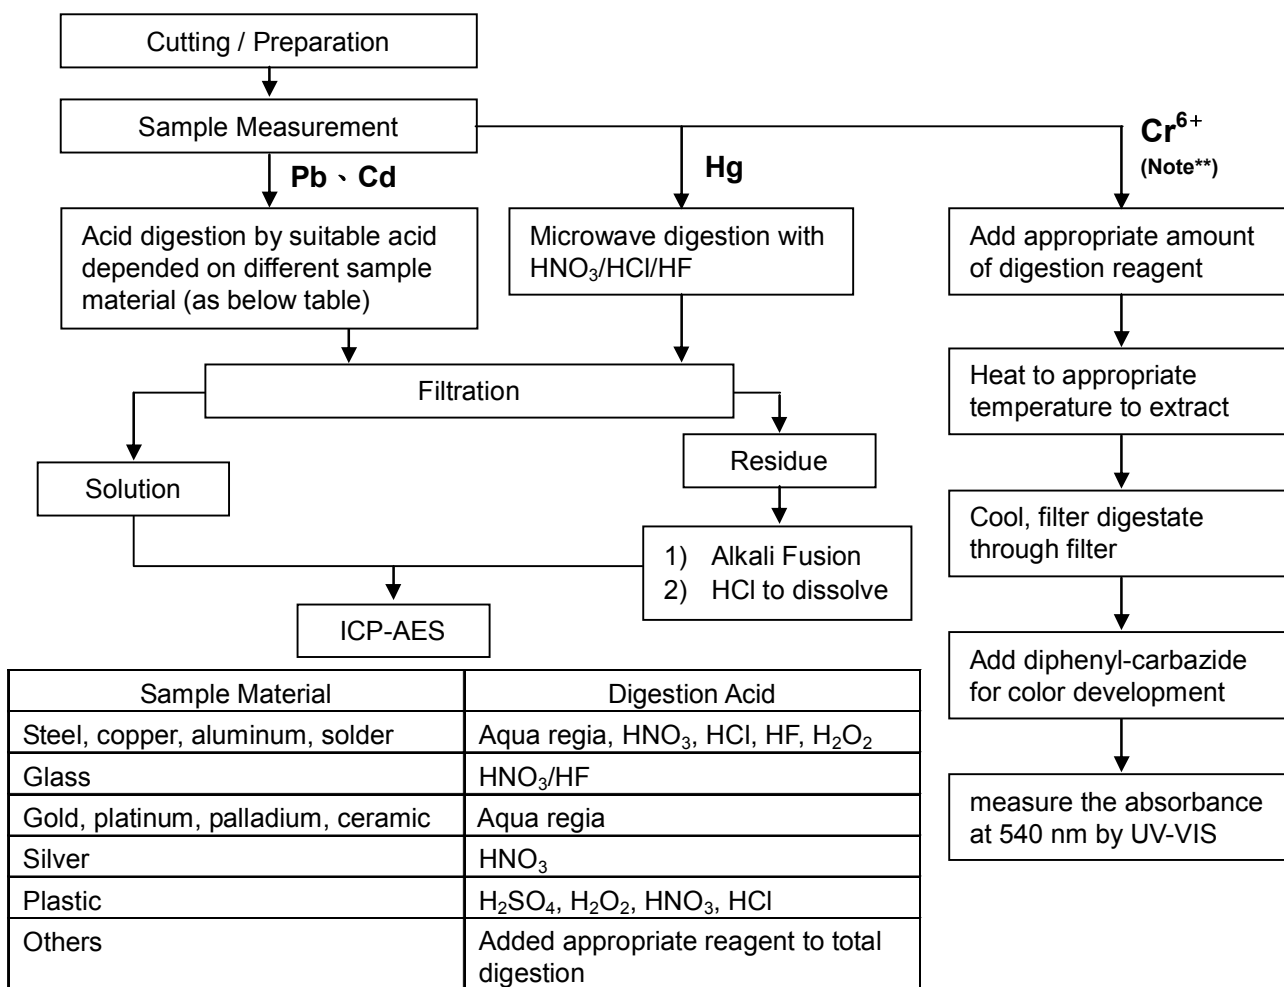 Cutting / Preparation
Sample Measurement
Pb、Cd
Hg
Cr⁶⁺
(Note**)
Acid digestion by suitable acid
depended on different sample
material (as below table)
Microwave digestion with
HNO₃/HCl/HF
Add appropriate amount
of digestion reagent
Filtration
Heat to appropriate
temperature to extract
Solution
Residue
Cool, filter digestate
through filter
1) Alkali Fusion
2) HCl to dissolve
ICP-AES
Add diphenyl-carbazide
for color development
measure the absorbance
at 540 nm by UV-VIS
Sample Material Digestion Acid
Steel, copper, aluminum, solder Aqua regia, HNO₃, HCl, HF, H₂O₂
Glass HNO₃/HF
Gold, platinum, palladium, ceramic Aqua regia
Silver HNO₃
Plastic H₂SO₄, H₂O₂, HNO₃, HCl
Others Added appropriate reagent to total
digestion